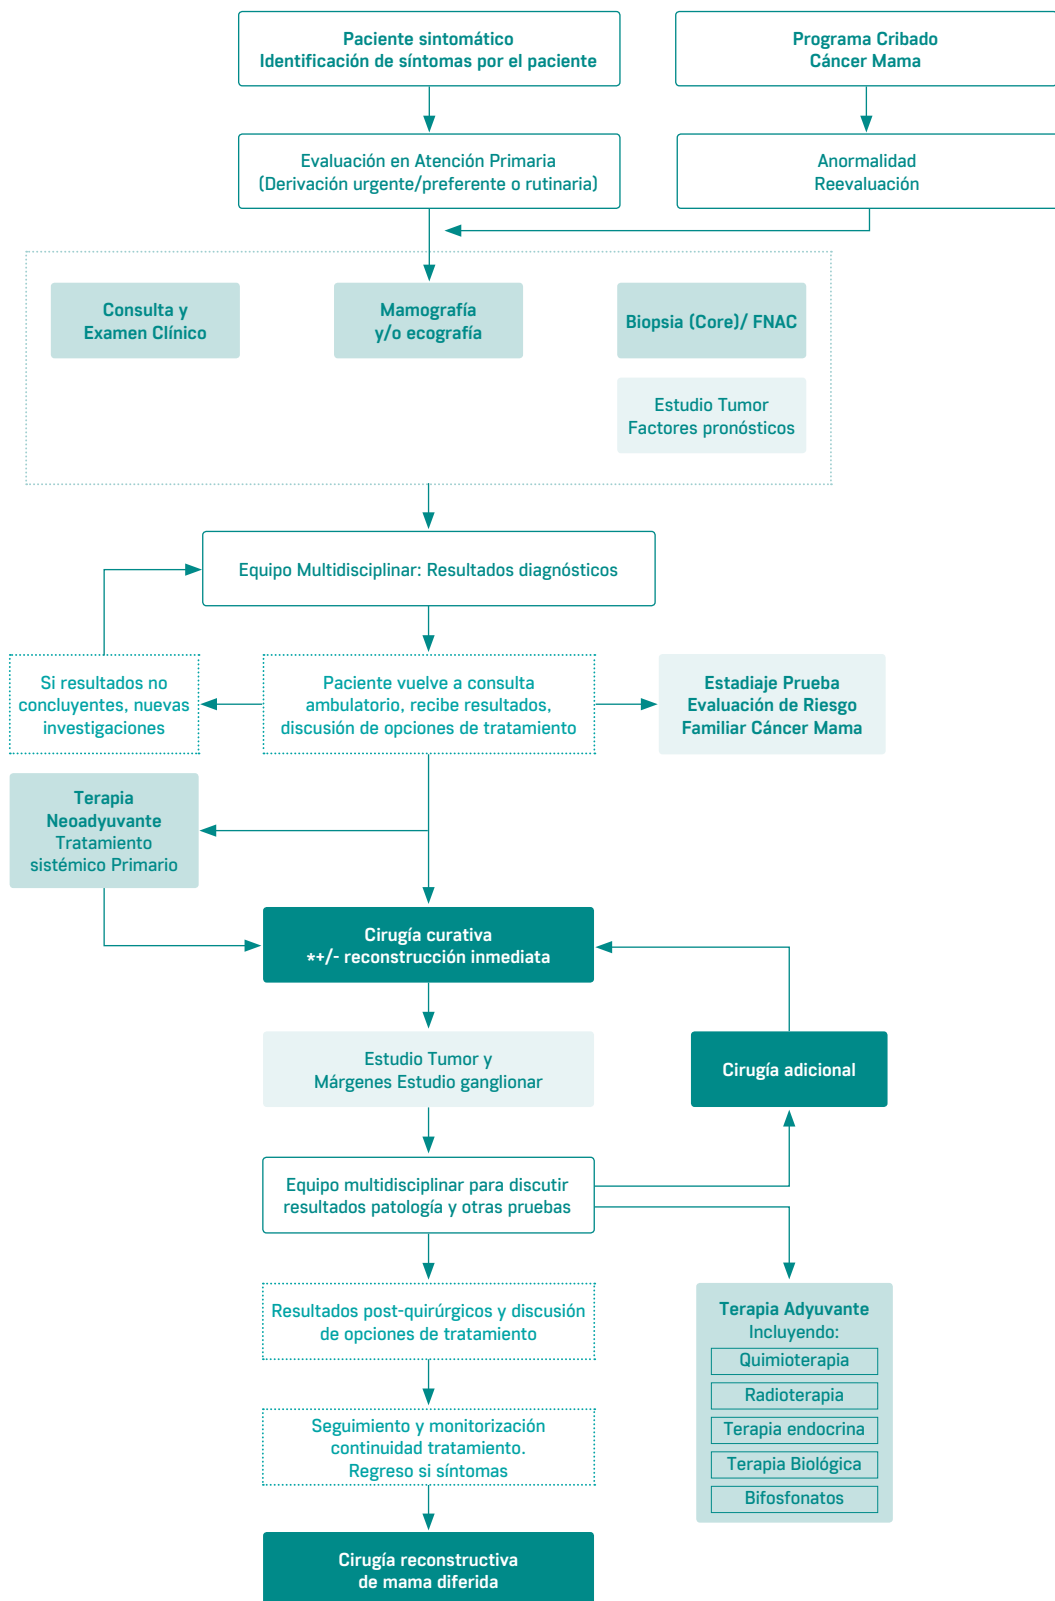 Paciente sintomático
Identificación de síntomas por el paciente
Programa Cribado
Cáncer Mama
Evaluación en Atención Primaria
(Derivación urgente/preferente o rutinaria)
Anormalidad
Reevaluación
Consulta y
Examen Clínico
Mamografía
y/o ecografía
Biopsia (Core)/ FNAC
Estudio Tumor
Factores pronósticos
Equipo Multidisciplinar: Resultados diagnósticos
Si resultados no
concluyentes, nuevas
investigaciones
Paciente vuelve a consulta
ambulatorio, recibe resultados,
discusión de opciones de tratamiento
Estadiaje Prueba
Evaluación de Riesgo
Familiar Cáncer Mama
Terapia
Neoadyuvante
Tratamiento
sistémico Primario
Cirugía curativa
*+/- reconstrucción inmediata
Estudio Tumor y
Márgenes Estudio ganglionar
Cirugía adicional
Equipo multidisciplinar para discutir
resultados patología y otras pruebas
Resultados post-quirúrgicos y discusión
de opciones de tratamiento
Terapia Adyuvante
Incluyendo:
Quimioterapia
Radioterapia
Terapia endocrina
Terapia Biológica
Bifosfonatos
Seguimiento y monitorización
continuidad tratamiento.
Regreso si síntomas
Cirugía reconstructiva
de mama diferida